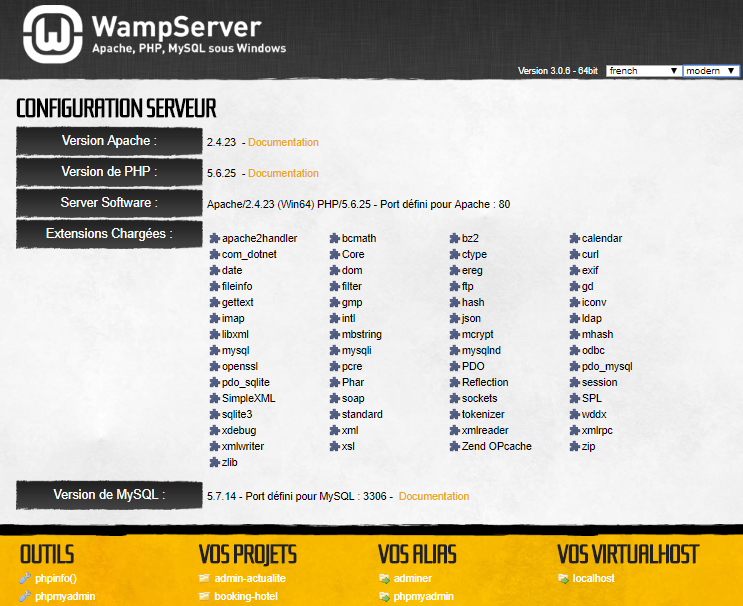 WampServer
Apache, PHP, MySQL sous Windows
Version 3.0.6 - 64bit french modern
CONFIGURATION SERVEUR
Version Apache : 2.4.23 - Documentation
Version de PHP : 5.6.25 - Documentation
Server Software : Apache/2.4.23 (Win64) PHP/5.6.25 - Port défini pour Apache : 80
Extensions Chargées :
apache2handler bcmath bz2 calendar
com_dotnet Core ctype curl
date dom ereg exif
fileinfo filter ftp gd
gettext gmp hash iconv
imap intl json ldap
libxml mbstring mcrypt mhash
mysql mysqli mysqlnd odbc
openssl pcre PDO pdo_mysql
pdo_sqlite Phar Reflection session
SimpleXML soap sockets SPL
sqlite3 standard tokenizer wddx
xdebug xml xmlreader xmlrpc
xmlwriter xsl Zend OPcache zip
zlib
Version de MySQL : 5.7.14 - Port défini pour MySQL : 3306 - Documentation
OUTILS VOS PROJETS VOS ALIAS VOS VIRTUALHOST
phpinfo() admin-actualite adminer localhost
phpmyadmin booking-hotel phpmyadmin